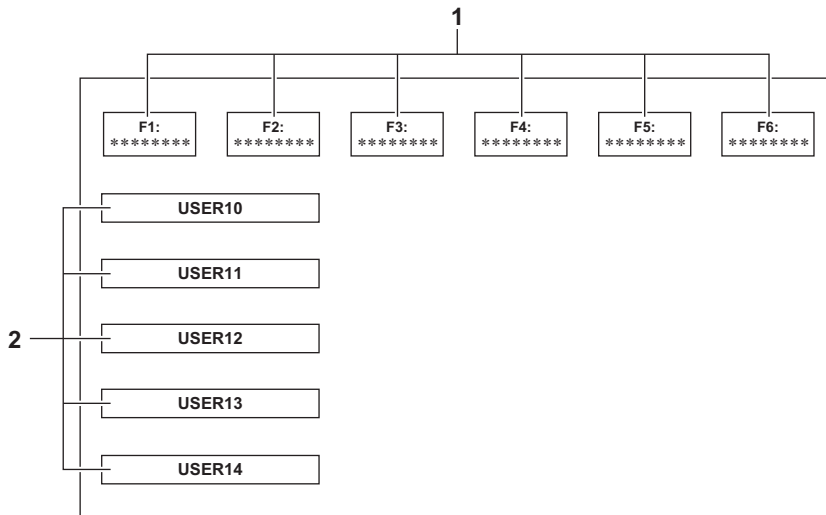 1
F1:
********
F2:
********
F3:
********
F4:
********
F5:
********
F6:
********
USER10
USER11
2
USER12
USER13
USER14